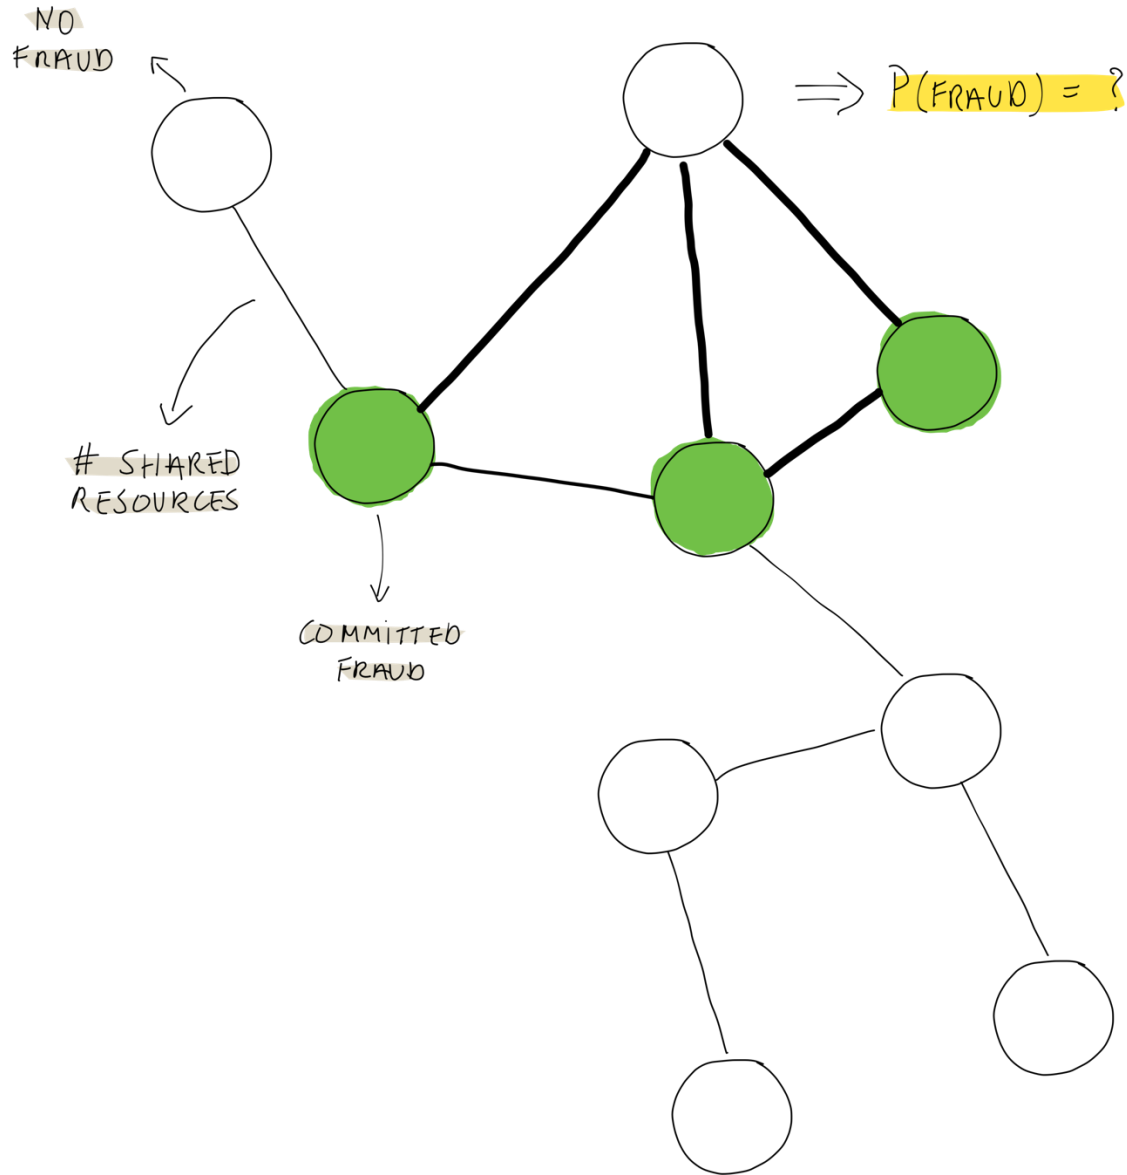 NO
FRAUD
⇒ P(FRAUD) = ?
# SHARED
RESOURCES
COMMITTED
FRAUD